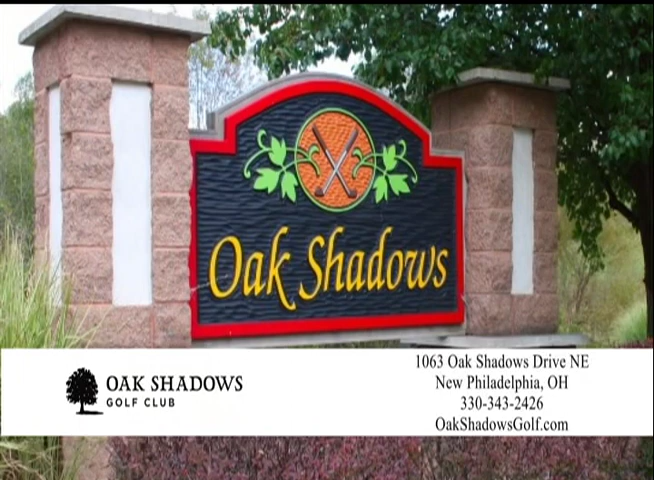 Oak Shadows
OAK SHADOWS
GOLF CLUB
1063 Oak Shadows Drive NE
New Philadelphia, OH
330-343-2426
OakShadowsGolf.com